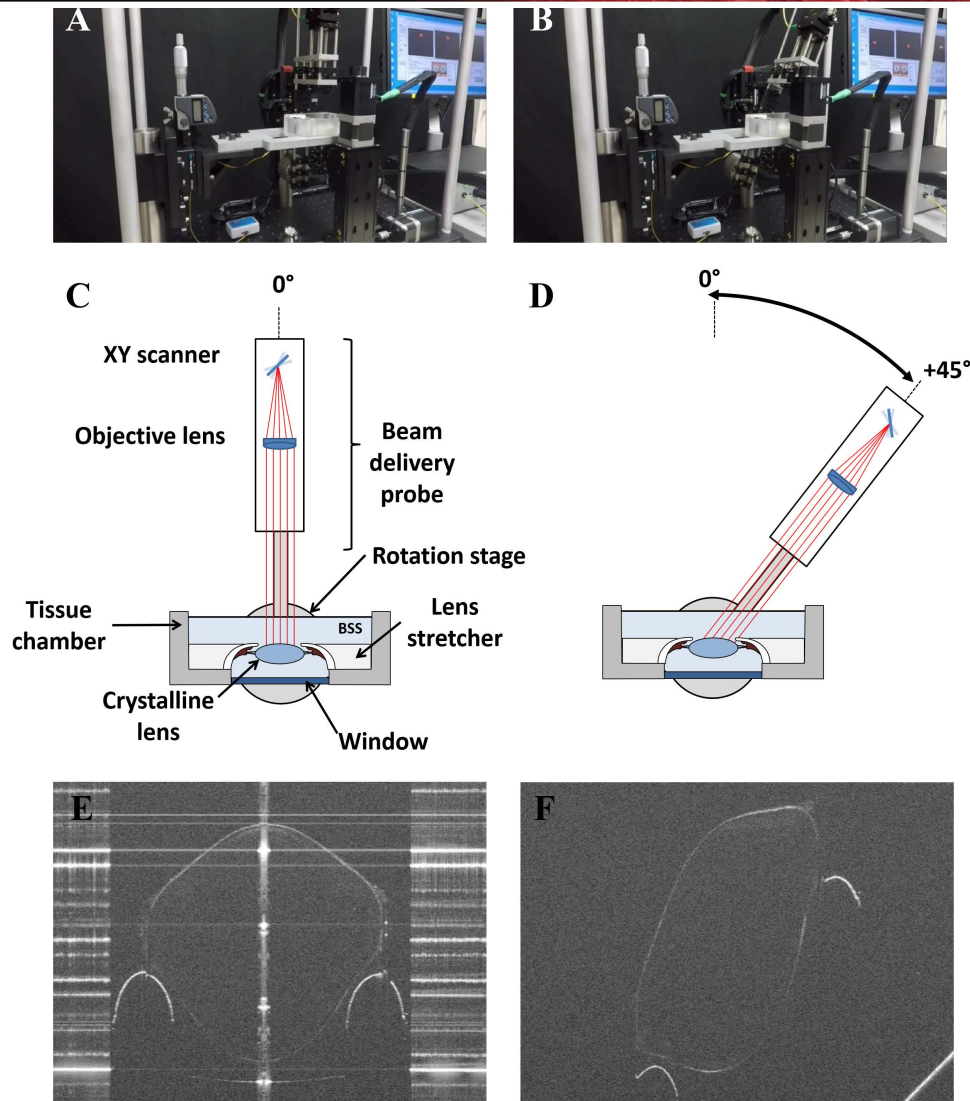 A
B
C
0°
XY scanner
Objective lens
Beam
delivery
probe
Rotation stage
Tissue
chamber
BSS
Lens
stretcher
Crystalline
lens
Window
D
0°
+45°
E
F